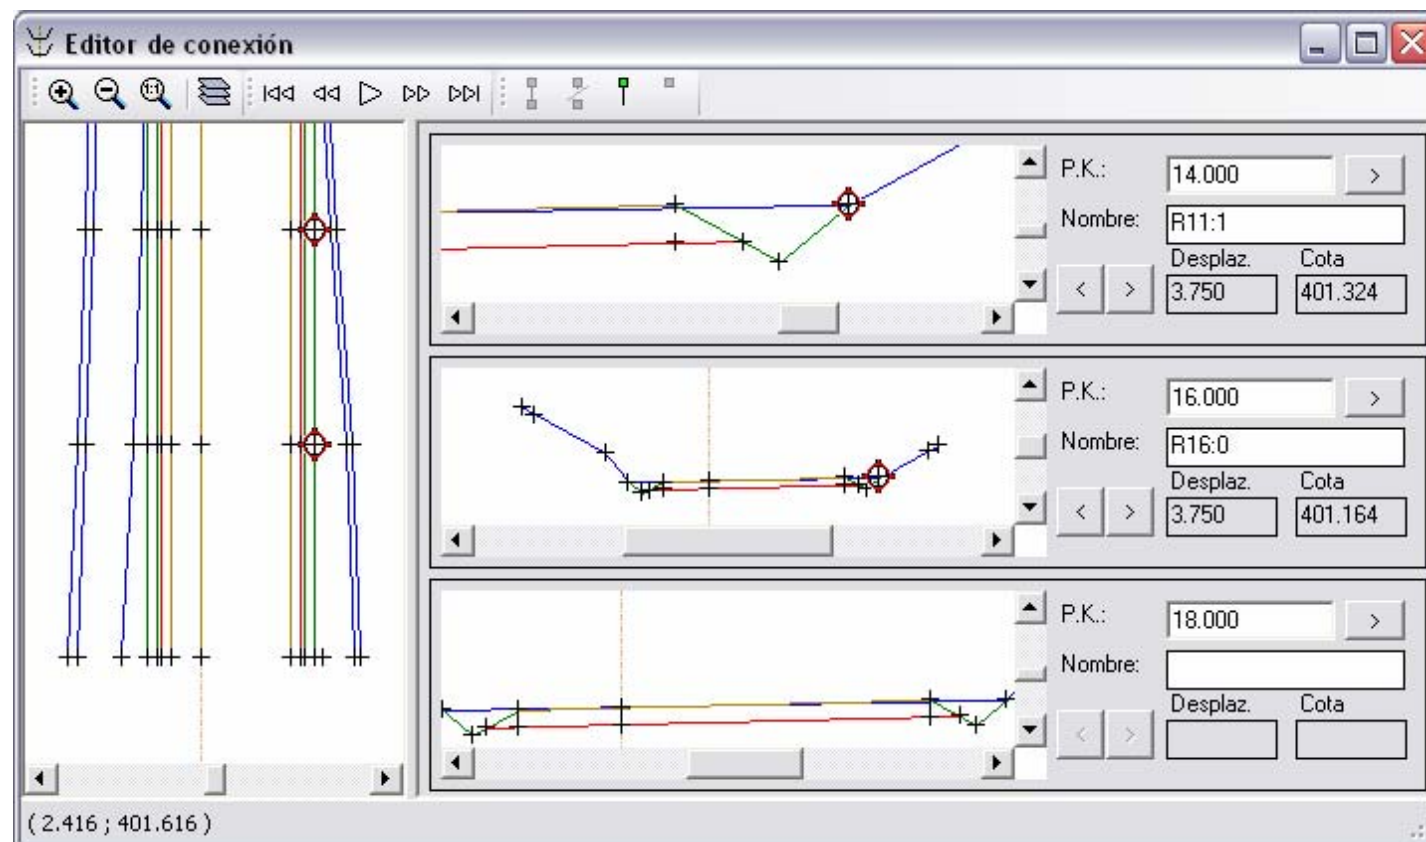 Editor de conexión
P.K.: 14.000 >
Nombre: R11:1
Desplaz. Cota
< > 3.750 401.324
P.K.: 16.000 >
Nombre: R16:0
Desplaz. Cota
< > 3.750 401.164
P.K.: 18.000 >
Nombre:
Desplaz. Cota
< >
( 2.416 ; 401.616 )